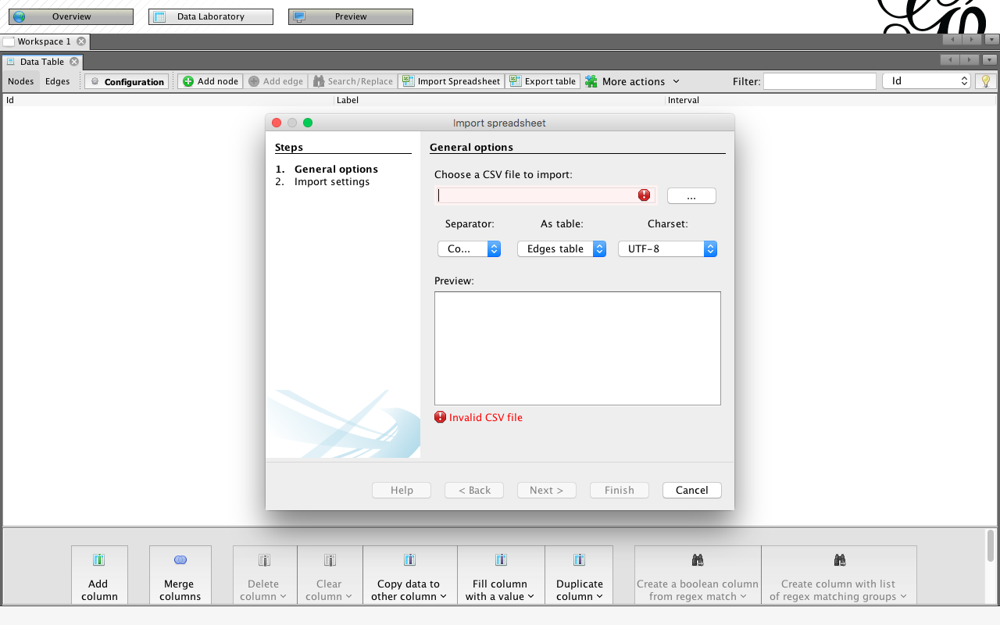 Overview
Data Laboratory
Preview
Workspace 1
Data Table
Nodes Edges Configuration Add node Add edge Search/Replace Import Spreadsheet Export table More actions Filter: Id
Id Label Interval
Import spreadsheet
Steps
1. General options
2. Import settings
General options
Choose a CSV file to import:
...
Separator: As table: Charset:
Co... Edges table UTF-8
Preview:
Invalid CSV file
Help < Back Next > Finish Cancel
Add
column
Merge
columns
Delete
column
Clear
column
Copy data to
other column
Fill column
with a value
Duplicate
column
Create a boolean column
from regex match
Create column with list
of regex matching groups